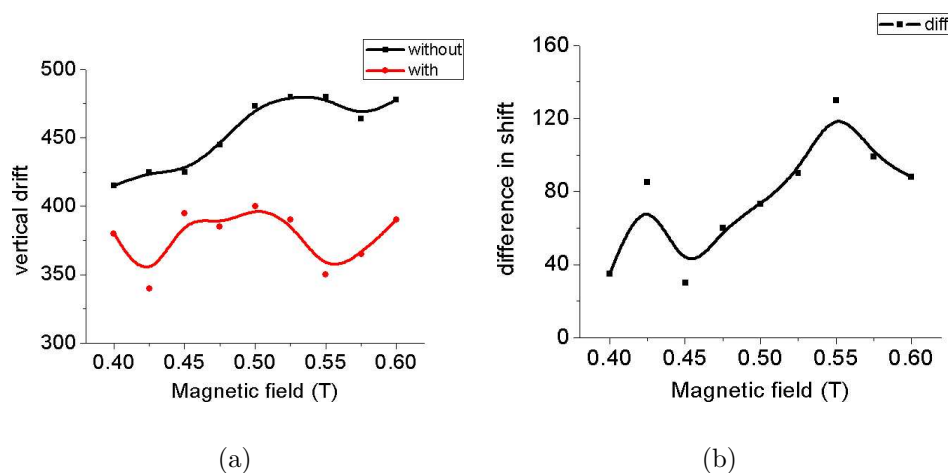 without
with
500
450
400
350
300
vertical drift
0.40 0.45 0.50 0.55 0.60
Magnetic field (T)
(a)
diff
160
120
80
40
0
difference in shift
0.40 0.45 0.50 0.55 0.60
Magnetic field (T)
(b)